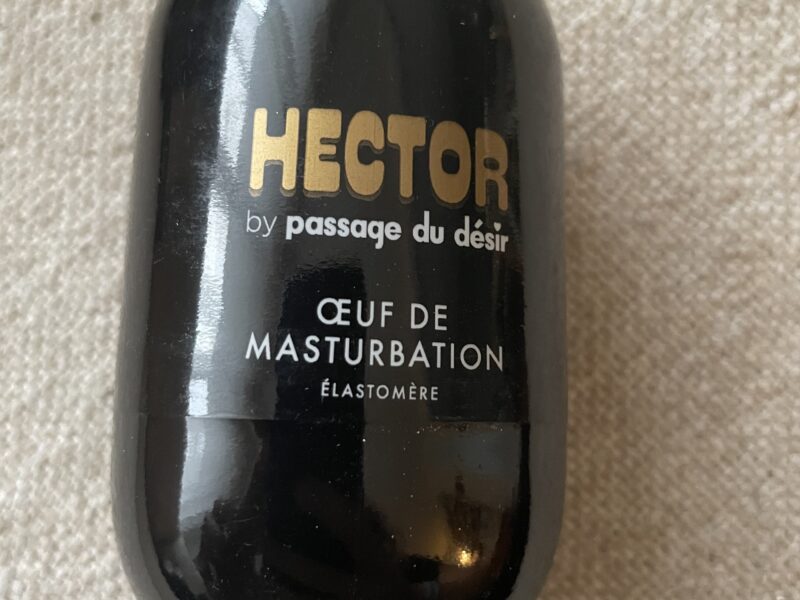 HECTOR
by passage du désir
ŒUF DE
MASTURBATION
ÉLASTOMÈRE